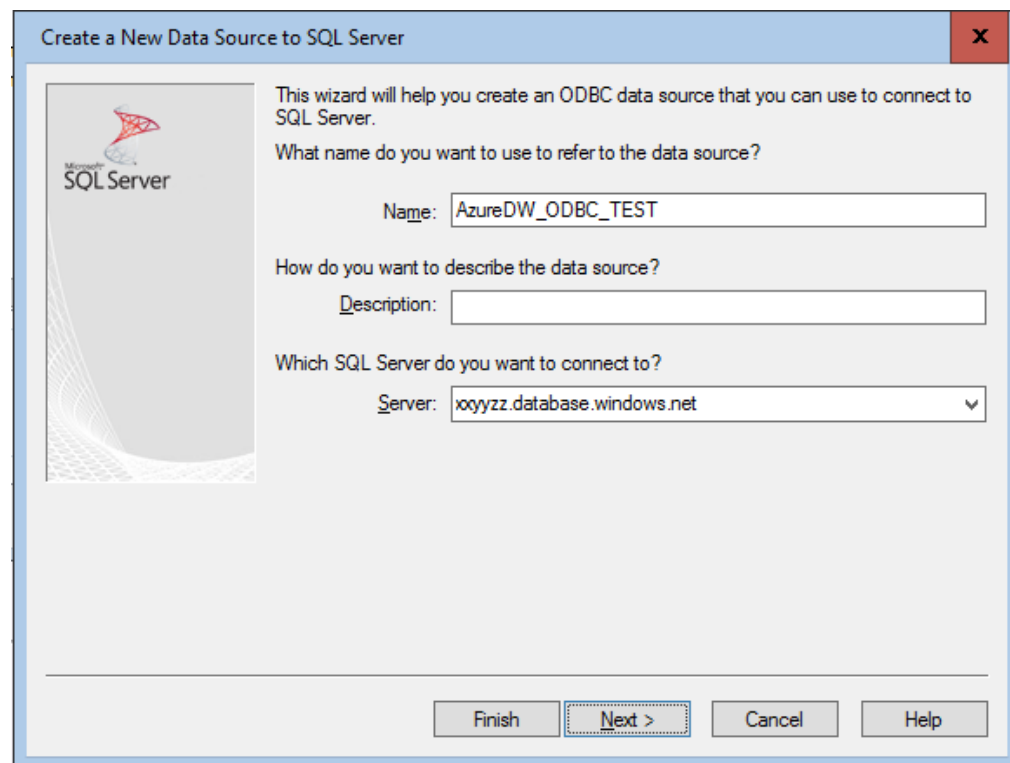 Create a New Data Source to SQL Server
x
Microsoft
SQL Server
This wizard will help you create an ODBC data source that you can use to connect to
SQL Server.
What name do you want to use to refer to the data source?
Name: AzureDW_ODBC_TEST
How do you want to describe the data source?
Description:
Which SQL Server do you want to connect to?
Server: xxyyzz.database.windows.net
Finish Next > Cancel Help